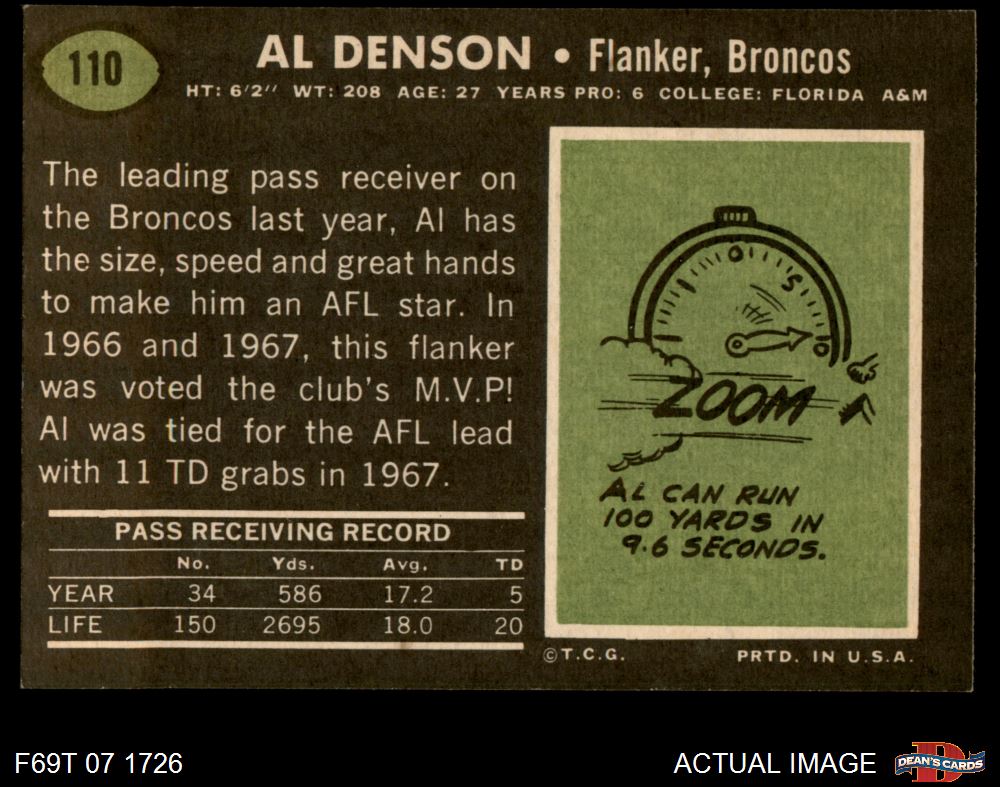 110
AL DENSON • Flanker, Broncos
HT: 6'2" WT: 208 AGE: 27 YEARS PRO: 6 COLLEGE: FLORIDA A&M
The leading pass receiver on
the Broncos last year, Al has
the size, speed and great hands
to make him an AFL star. In
1966 and 1967, this flanker
was voted the club's M.V.P!
Al was tied for the AFL lead
with 11 TD grabs in 1967.
PASS RECEIVING RECORD
No. Yds. Avg. TD
YEAR 34 586 17.2 5
LIFE 150 2695 18.0 20
0
5
10
ZOOM
AL CAN RUN
100 YARDS IN
9.6 SECONDS.
©T.C.G. PRTD. IN U.S.A.
F69T 07 1726 ACTUAL IMAGE
D
DEAN'S CARDS